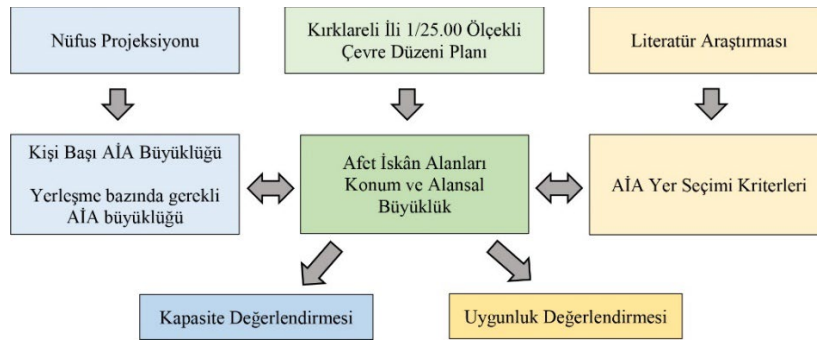 Nüfus Projeksiyonu
Kırklareli İli 1/25.00 Ölçekli
Çevre Düzeni Planı
Literatür Araştırması
Kişi Başı AİA Büyüklüğü
Yerleşme bazında gerekli
AİA büyüklüğü
Afet İskân Alanları
Konum ve Alansal
Büyüklük
AİA Yer Seçimi Kriterleri
Kapasite Değerlendirmesi
Uygunluk Değerlendirmesi